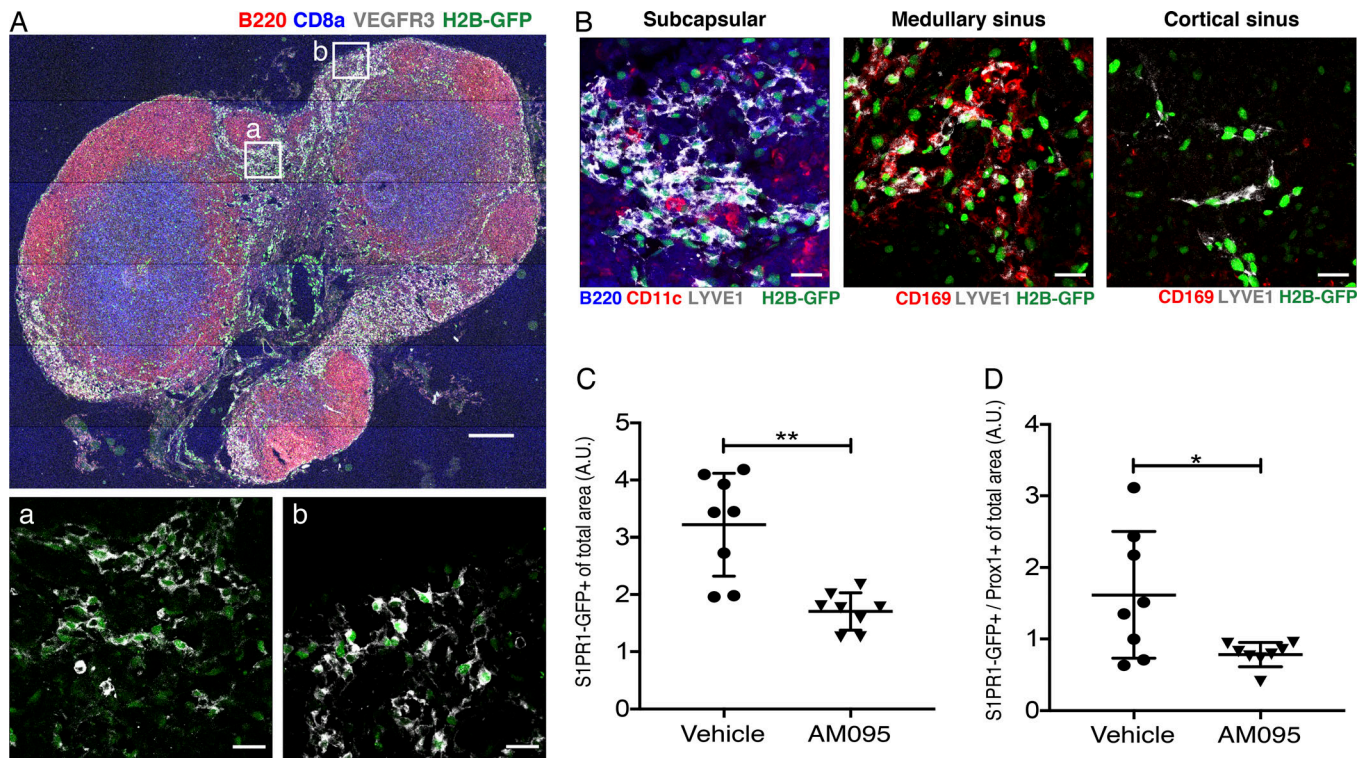 A
B220 CD8a VEGFR3 H2B-GFP
b
a
a
b
B
Subcapsular
Medullary sinus
Cortical sinus
B220 CD11c LYVE1 H2B-GFP
CD169 LYVE1 H2B-GFP
CD169 LYVE1 H2B-GFP
C
S1PR1-GFP+ of total area (A.U.)
5
4
3
2
1
0
**
Vehicle
AM095
D
S1PR1-GFP+ / Prox1+ of total area (A.U.)
4
3
2
1
0
*
Vehicle
AM095